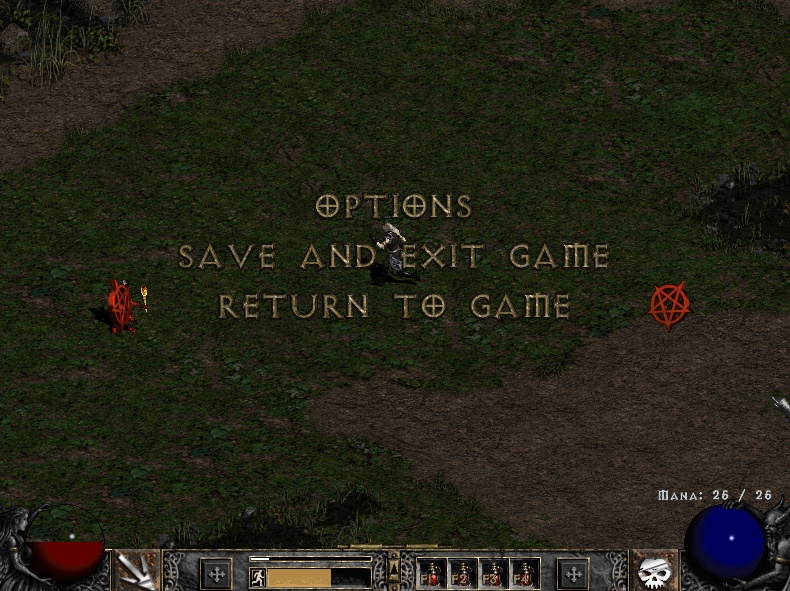 OPTIONS
SAVE AND EXIT GAME
RETURN TO GAME
MANA: 26 / 26
F1 F2 F3 F4